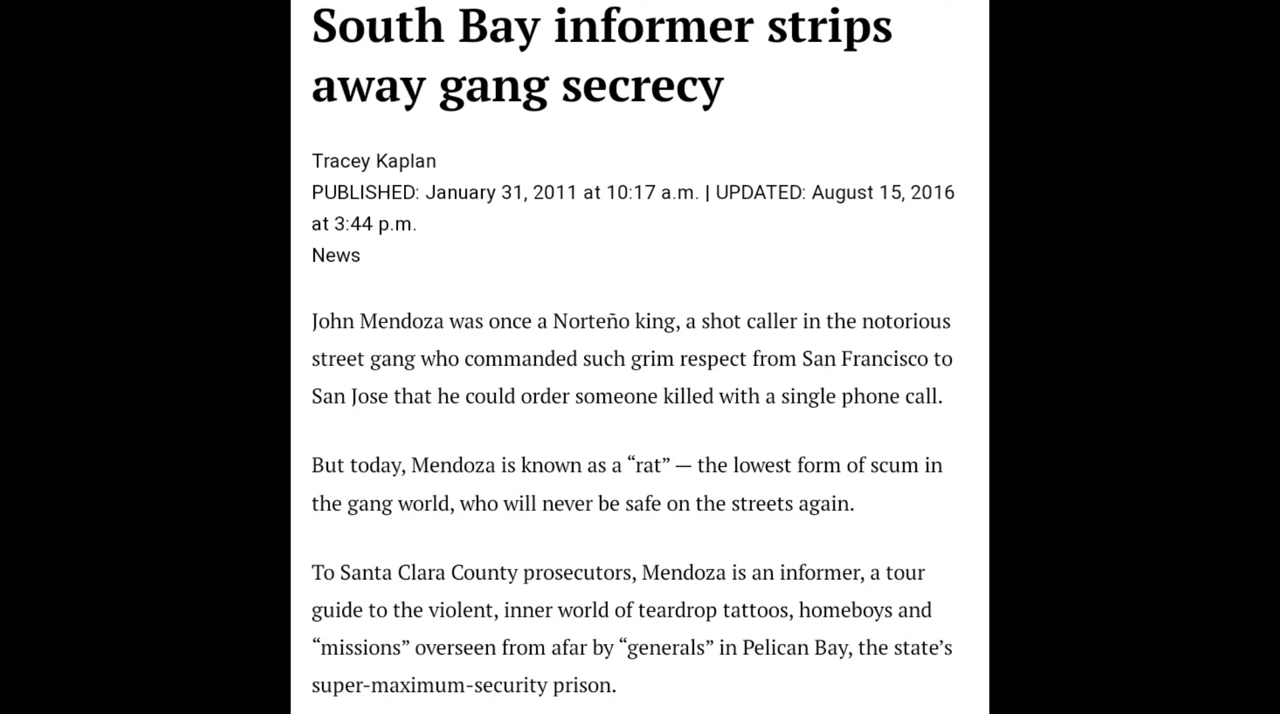 South Bay informer strips
away gang secrecy
Tracey Kaplan
PUBLISHED: January 31, 2011 at 10:17 a.m. | UPDATED: August 15, 2016
at 3:44 p.m.
News
John Mendoza was once a Norteño king, a shot caller in the notorious
street gang who commanded such grim respect from San Francisco to
San Jose that he could order someone killed with a single phone call.
But today, Mendoza is known as a “rat” — the lowest form of scum in
the gang world, who will never be safe on the streets again.
To Santa Clara County prosecutors, Mendoza is an informer, a tour
guide to the violent, inner world of teardrop tattoos, homeboys and
“missions” overseen from afar by “generals” in Pelican Bay, the state’s
super-maximum-security prison.